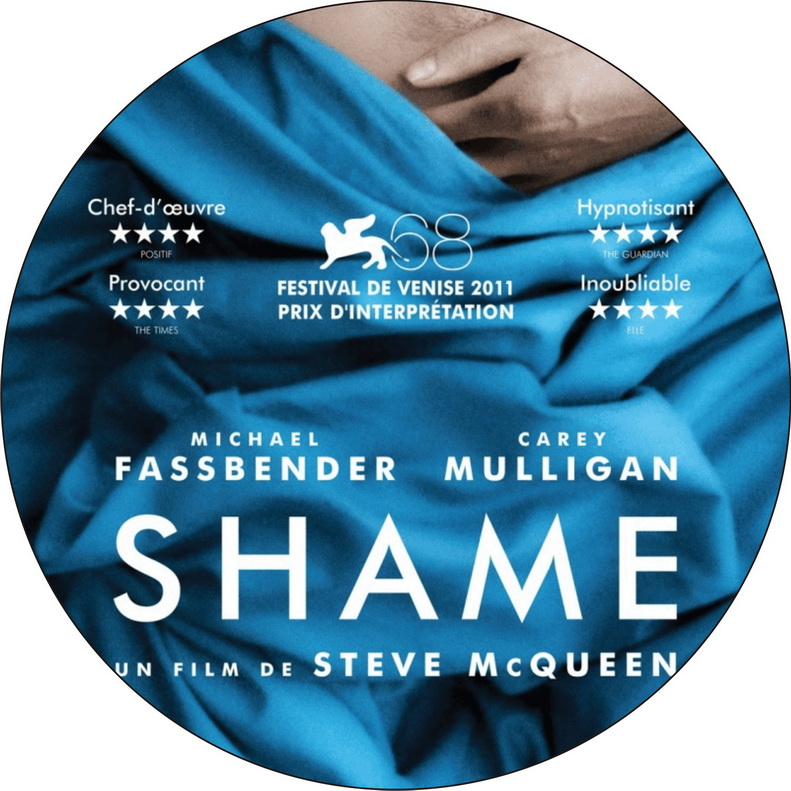 Chef-d'œuvre
★★★★
POSITIF
Provocant
★★★★
THE TIMES
68
FESTIVAL DE VENISE 2011
PRIX D'INTERPRÉTATION
Hypnotisant
★★★★
THE GUARDIAN
Inoubliable
★★★★
ELLE
MICHAEL
FASSBENDER
CAREY
MULLIGAN
SHAME
UN FILM DE STEVE McQUEEN